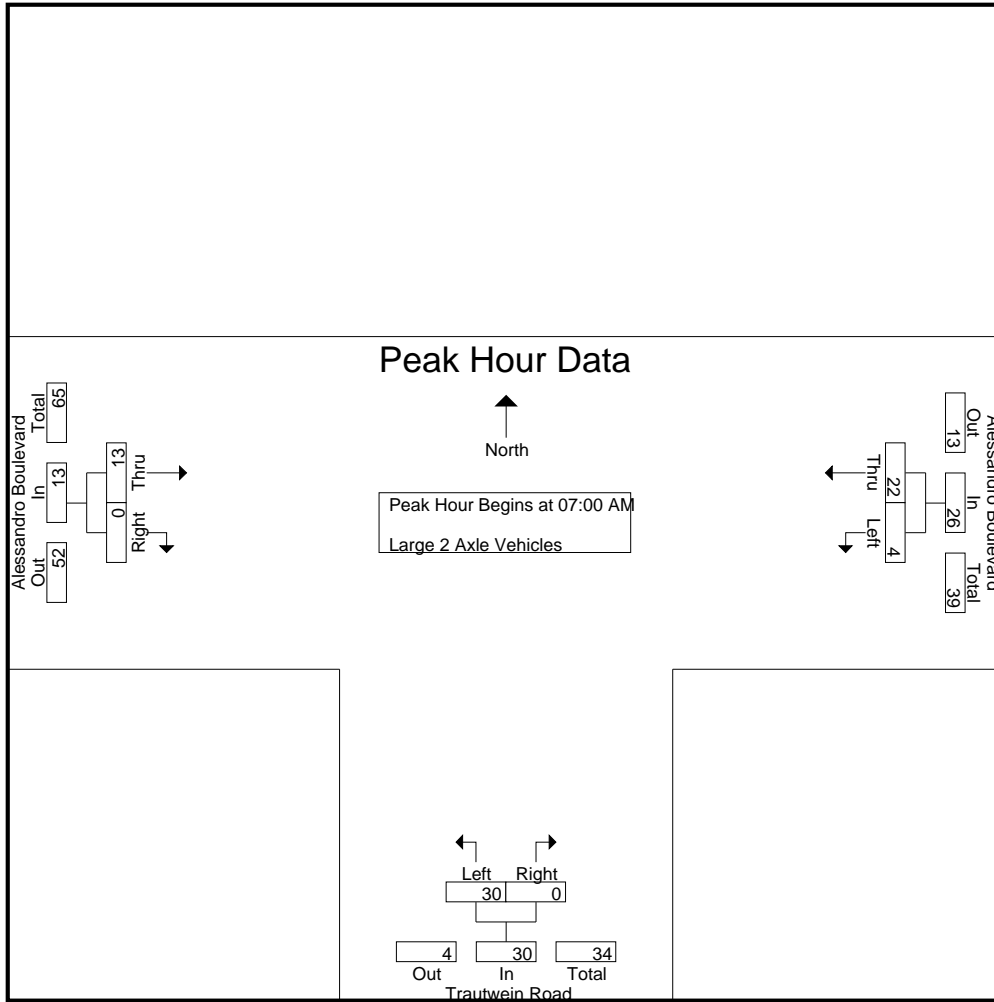 Peak Hour Data
North
Peak Hour Begins at 07:00 AM
Large 2 Axle Vehicles
Alessandro Boulevard
Out In Total
52 13 65
Right Thru
0 13
Alessandro Boulevard
Out In Total
13 26 39
Thru Left
22 4
Left Right
30 0
4 30 34
Out In Total
Trautwein Road